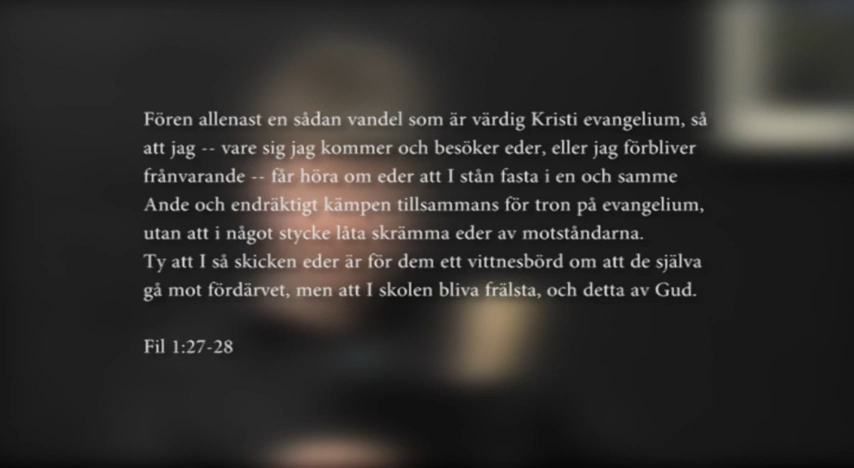 Fören allenast en sådan vandel som är värdig Kristi evangelium, så
att jag -- vare sig jag kommer och besöker eder, eller jag förbliver
frånvarande -- får höra om eder att I stån fasta i en och samme
Ande och endräktigt kämpen tillsammans för tron på evangelium,
utan att i något stycke låta skrämma eder av motståndarna.
Ty att I så skicken eder är för dem ett vittnesbörd om att de själva
gå mot fördärvet, men att I skolen bliva frälsta, och detta av Gud.
Fil 1:27-28